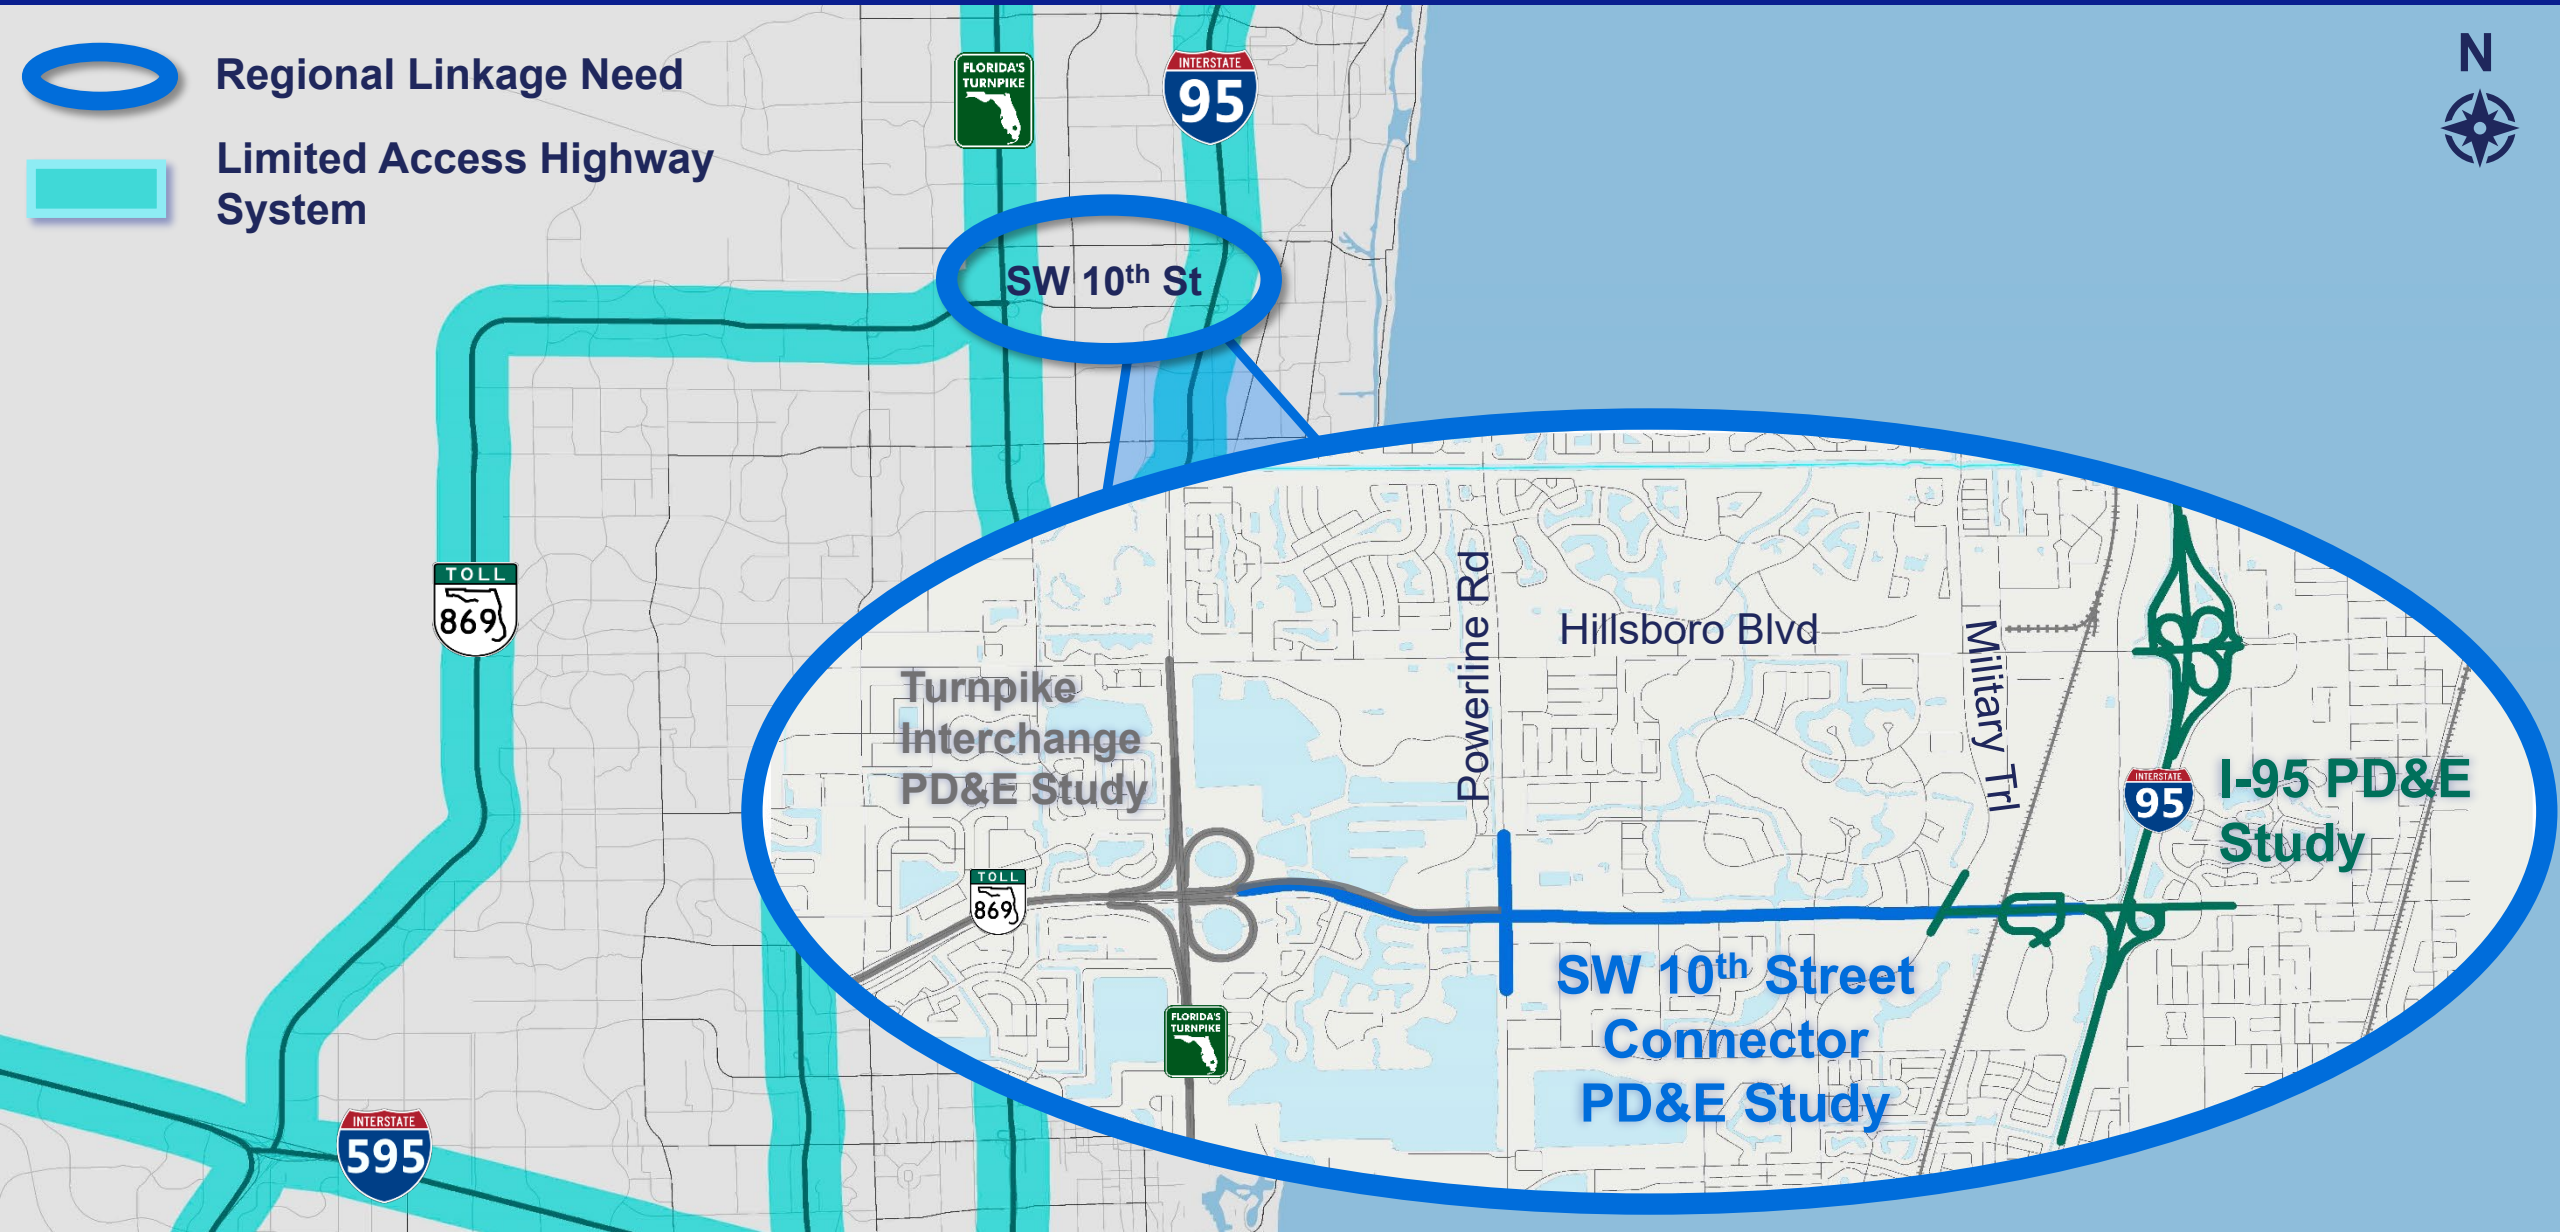 Regional Linkage Need
Limited Access Highway
System
FLORIDA'S
TURNPIKE
INTERSTATE
95
N
SW 10th St
TOLL
869
INTERSTATE
595
Powerline Rd
Hillsboro Blvd
Military Trl
Turnpike
Interchange
PD&E Study
TOLL
869
FLORIDA'S
TURNPIKE
INTERSTATE
95
I-95 PD&E
Study
SW 10th Street
Connector
PD&E Study